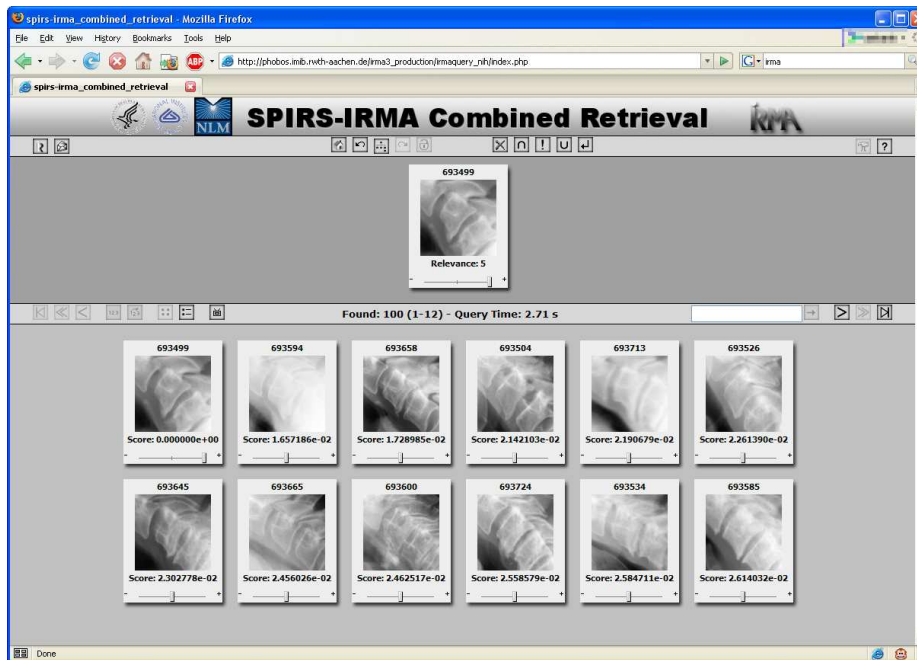 spirs-irma_combined_retrieval - Mozilla Firefox
File Edit View History Bookmarks Tools Help
ABP http://phobos.imib.rwth-aachen.de/irma3_production/irmaquery_nih/index.php G irma
spirs-irma_combined_retrieval
NLM SPIRS-IRMA Combined Retrieval IRMA
?
693499
Relevance: 5
- +
Found: 100 (1-12) - Query Time: 2.71 s
693499 693594 693658 693504 693713 693526
Score: 0.000000e+00 Score: 1.657186e-02 Score: 1.728985e-02 Score: 2.142103e-02 Score: 2.190679e-02 Score: 2.261390e-02
- + - + - + - + - + - +
693645 693665 693600 693724 693534 693585
Score: 2.302778e-02 Score: 2.456026e-02 Score: 2.462517e-02 Score: 2.558579e-02 Score: 2.584711e-02 Score: 2.614032e-02
- + - + - + - + - + - +
Done